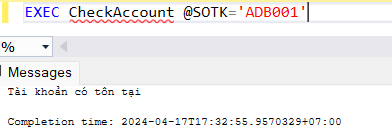 EXEC CheckAccount @SOTK='ADB001'
%
Messages
Tài khoản có tồn tại
Completion time: 2024-04-17T17:32:55.9570329+07:00